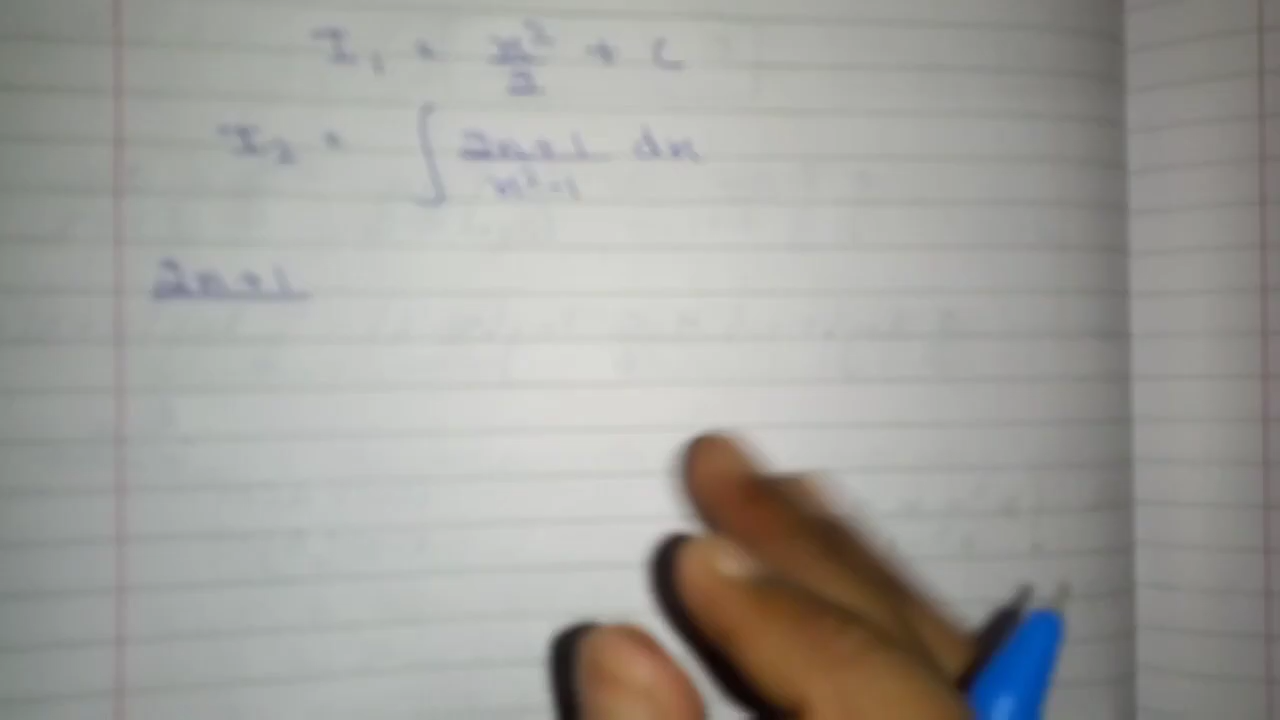 I₁ = x²/2 + C
I₂ = ∫ 2x+1/x²-1 dx
2x+1